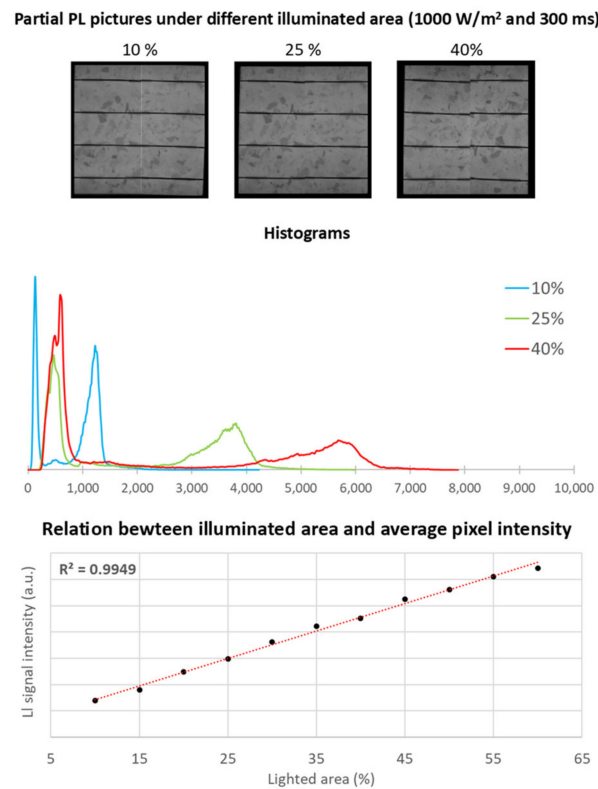 Partial PL pictures under different illuminated area (1000 W/m² and 300 ms)
10 % 25 % 40%
Histograms
10%
25%
40%
0 1,000 2,000 3,000 4,000 5,000 6,000 7,000 8,000 9,000 10,000
Relation bewteen illuminated area and average pixel intensity
R² = 0.9949
LI signal intensity (a.u.)
5 15 25 35 45 55 65
Lighted area (%)